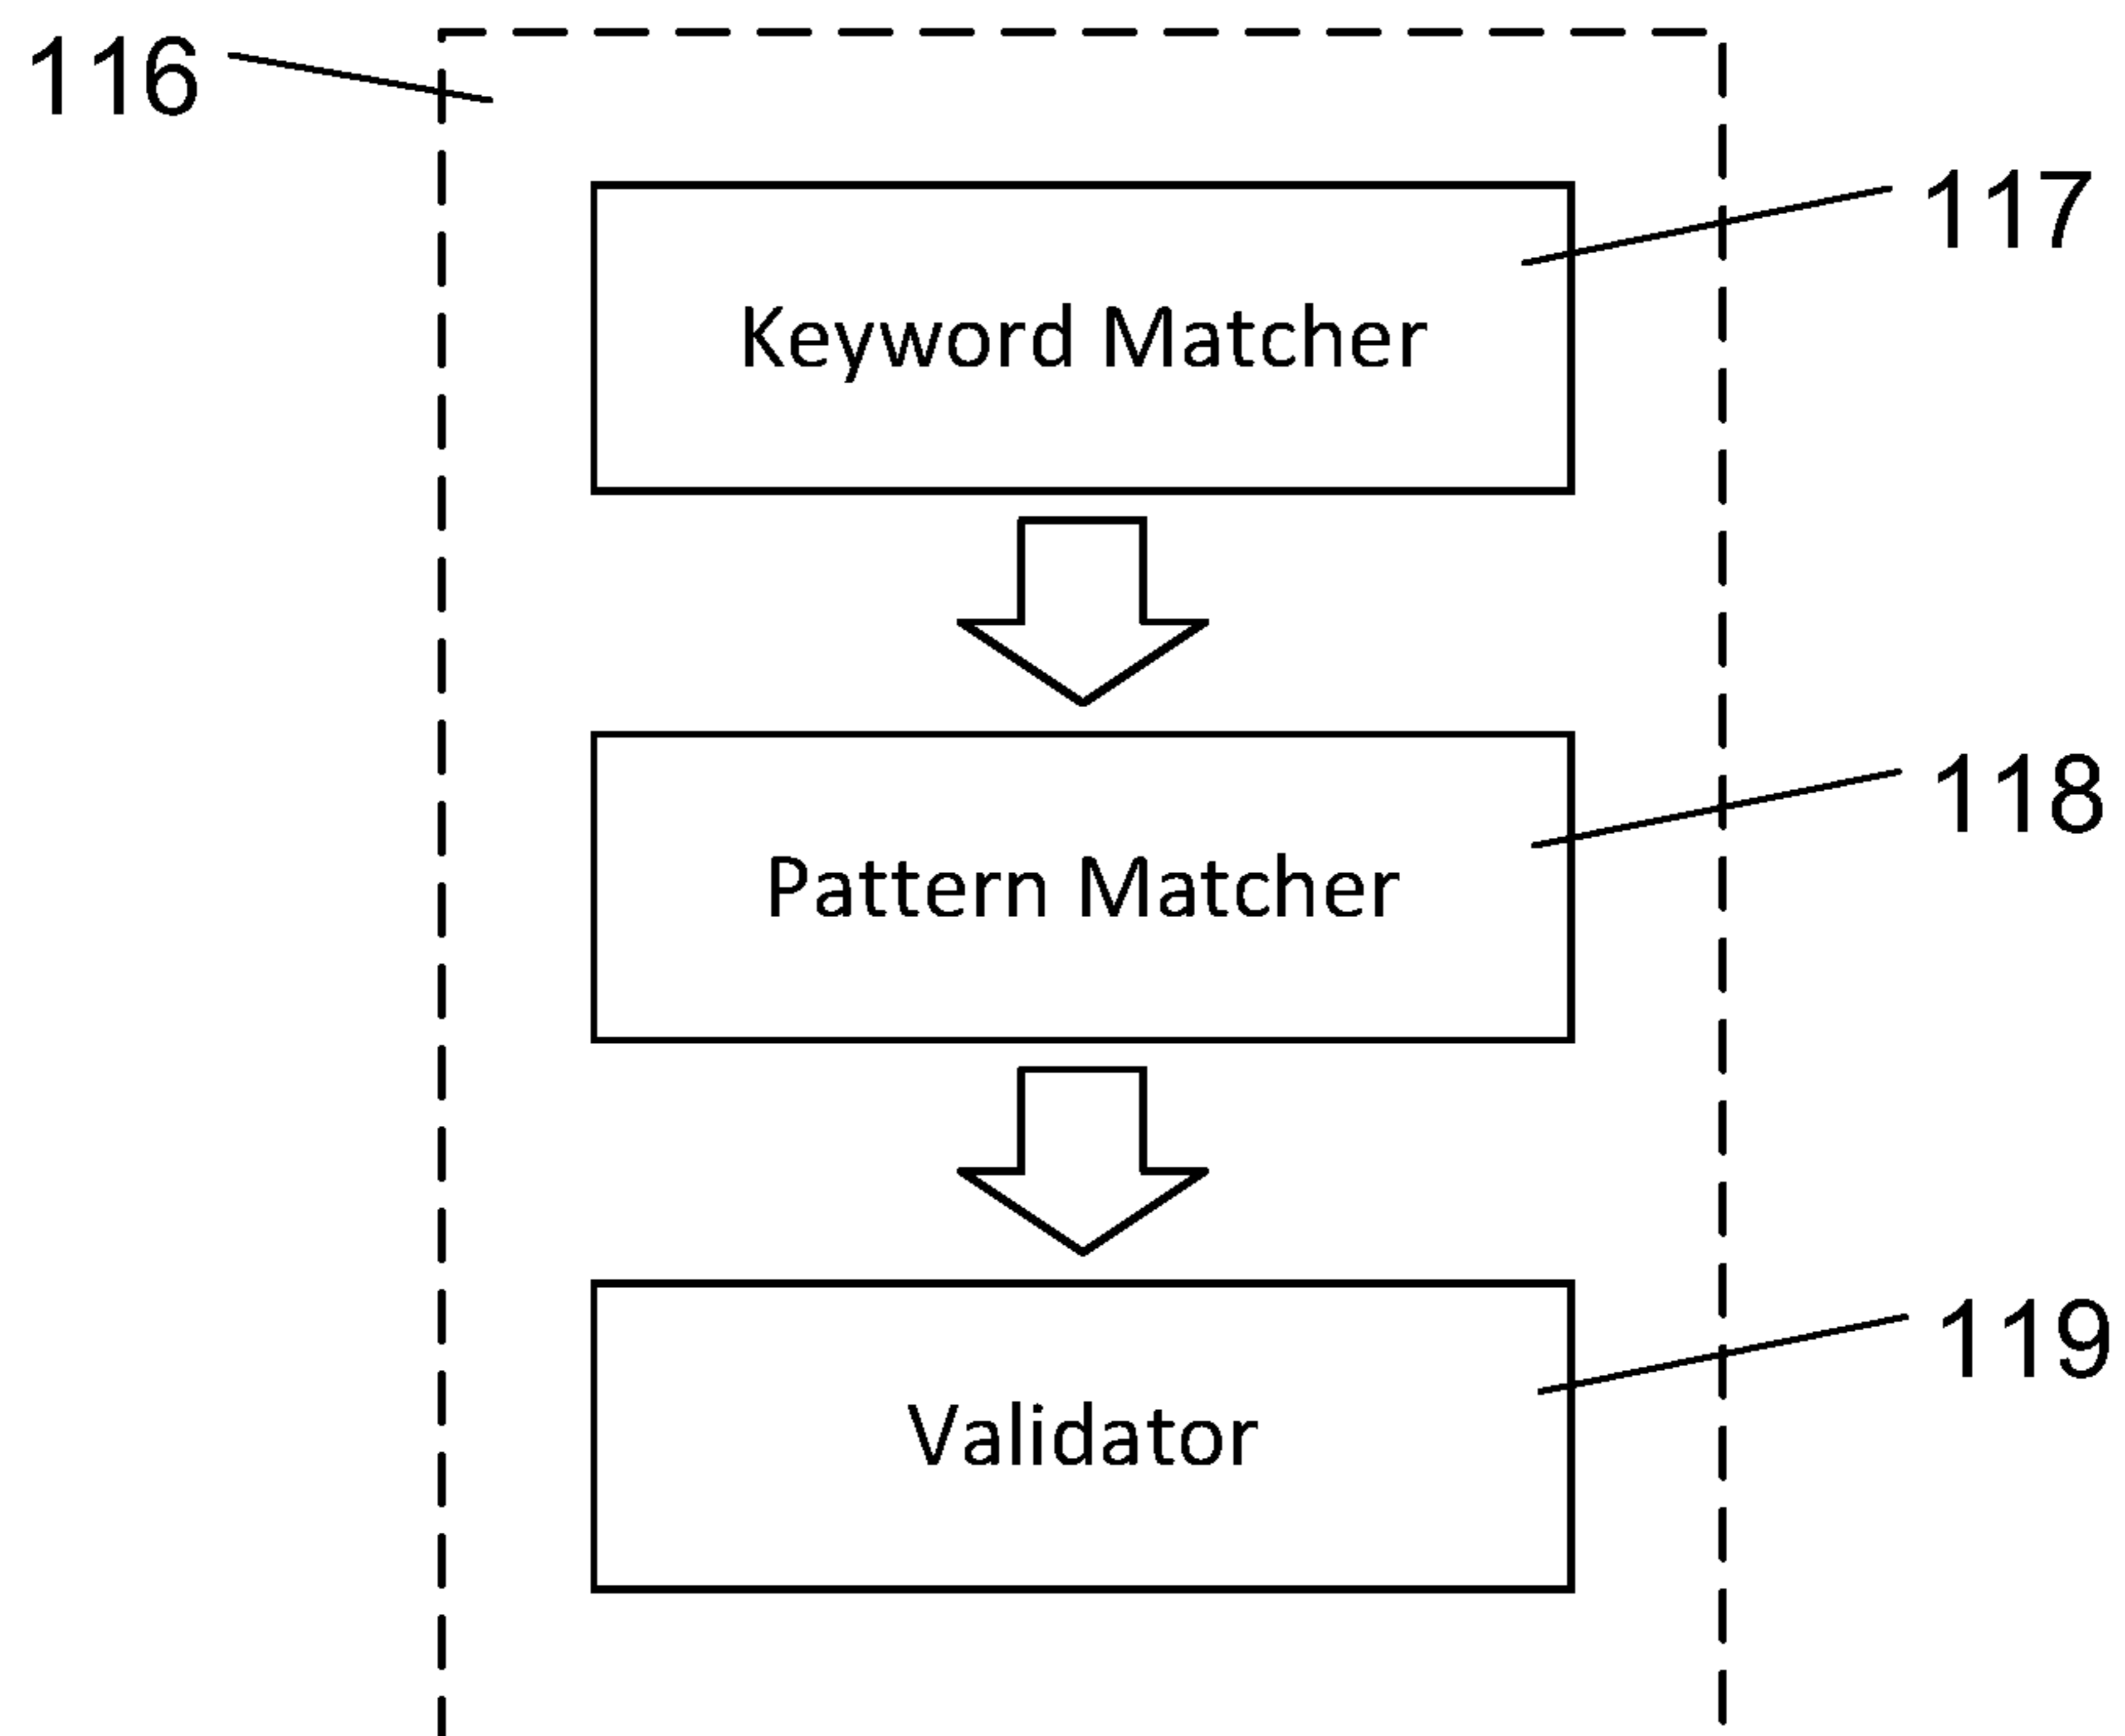 116
117
Keyword Matcher
118
Pattern Matcher
119
Validator